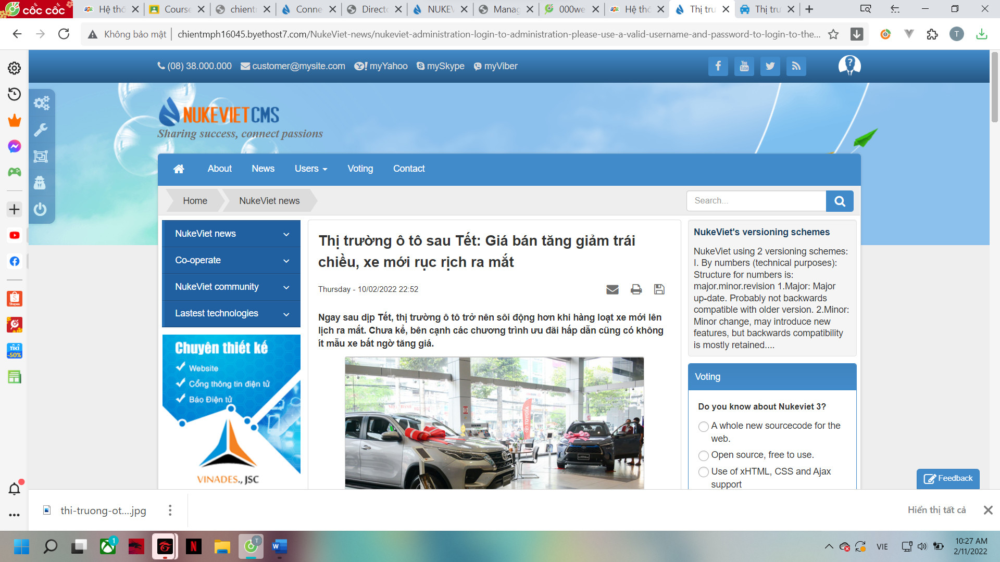 cốc cốc
Hệ thố
Course
chientr
Conne
Directo
NUKEV
Manag
000we
Hệ thố
Thị tru
Thị tru
Không bảo mật
chientmph16045.byethost7.com/NukeViet-news/nukeviet-administration-login-to-administration-please-use-a-valid-username-and-password-to-login-to-the...
T
(08) 38.000.000
customer@mysite.com
myYahoo
mySkype
myViber
NUKEVIETCMS
Sharing success, connect passions
About
News
Users
Voting
Contact
Home
NukeViet news
Search...
NukeViet news
Co-operate
NukeViet community
Lastest technologies
Chuyên thiết kế
Website
Cổng thông tin điện tử
Báo Điện tử
VINADES., JSC
Thị trường ô tô sau Tết: Giá bán tăng giảm trái
chiều, xe mới rục rịch ra mắt
Thursday - 10/02/2022 22:52
Ngay sau dịp Tết, thị trường ô tô trở nên sôi động hơn khi hàng loạt xe mới lên
lịch ra mắt. Chưa kể, bên cạnh các chương trình ưu đãi hấp dẫn cũng có không
ít mẫu xe bất ngờ tăng giá.
TOYOTA
NukeViet's versioning schemes
NukeViet using 2 versioning schemes:
I. By numbers (technical purposes):
Structure for numbers is:
major.minor.revision 1.Major: Major
up-date. Probably not backwards
compatible with older version. 2.Minor:
Minor change, may introduce new
features, but backwards compatibility
is mostly retained....
Voting
Do you know about Nukeviet 3?
A whole new sourcecode for the
web.
Open source, free to use.
Use of xHTML, CSS and Ajax
support
Feedback
Shopee
TIKI
-50%
thi-truong-ot....jpg
Hiển thị tất cả
1
N
T
W
VIE
10:27 AM
2/11/2022